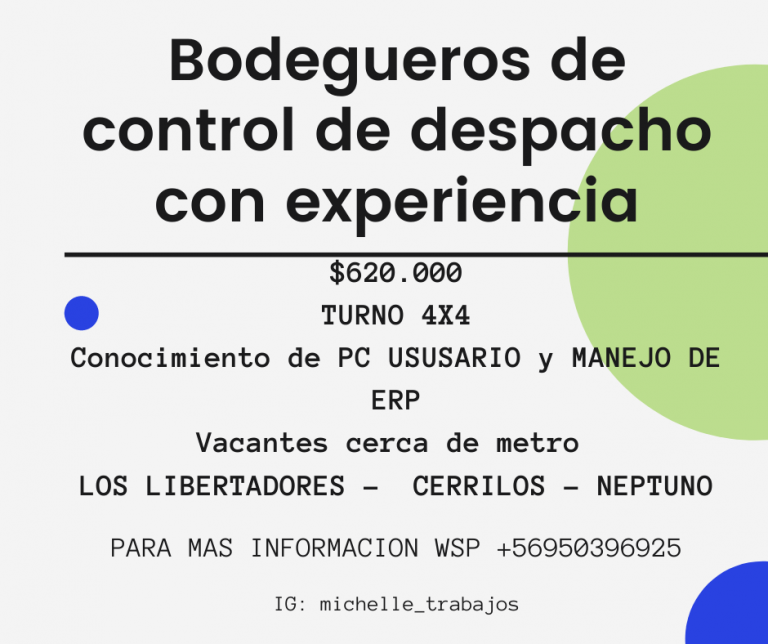 Bodegueros de
control de despacho
con experiencia
$620.000
TURNO 4X4
Conocimiento de PC USUSARIO y MANEJO DE
ERP
Vacantes cerca de metro
LOS LIBERTADORES - CERRILOS - NEPTUNO
PARA MAS INFORMACION WSP +56950396925
IG: michelle_trabajos